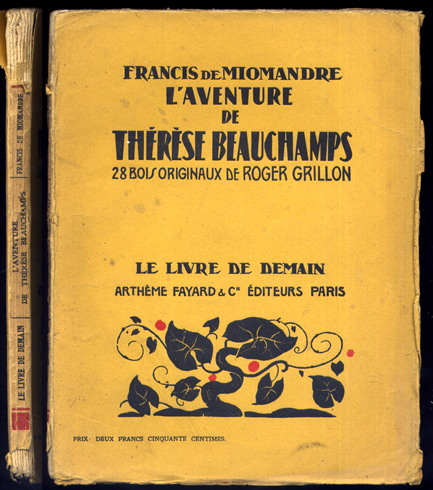 FRANCIS DE MIOMANDRE
L'AVENTURE
DE THÉRÈSE BEAUCHAMPS
LE LIVRE DE DEMAIN
FRANCIS DE MIOMANDRE
L'AVENTURE
DE
THÉRÈSE BEAUCHAMPS
28 BOIS ORIGINAUX DE ROGER GRILLON
LE LIVRE DE DEMAIN
ARTHÈME FAYARD & Cie ÉDITEURS PARIS
PRIX: DEUX FRANCS CINQUANTE CENTIMES.